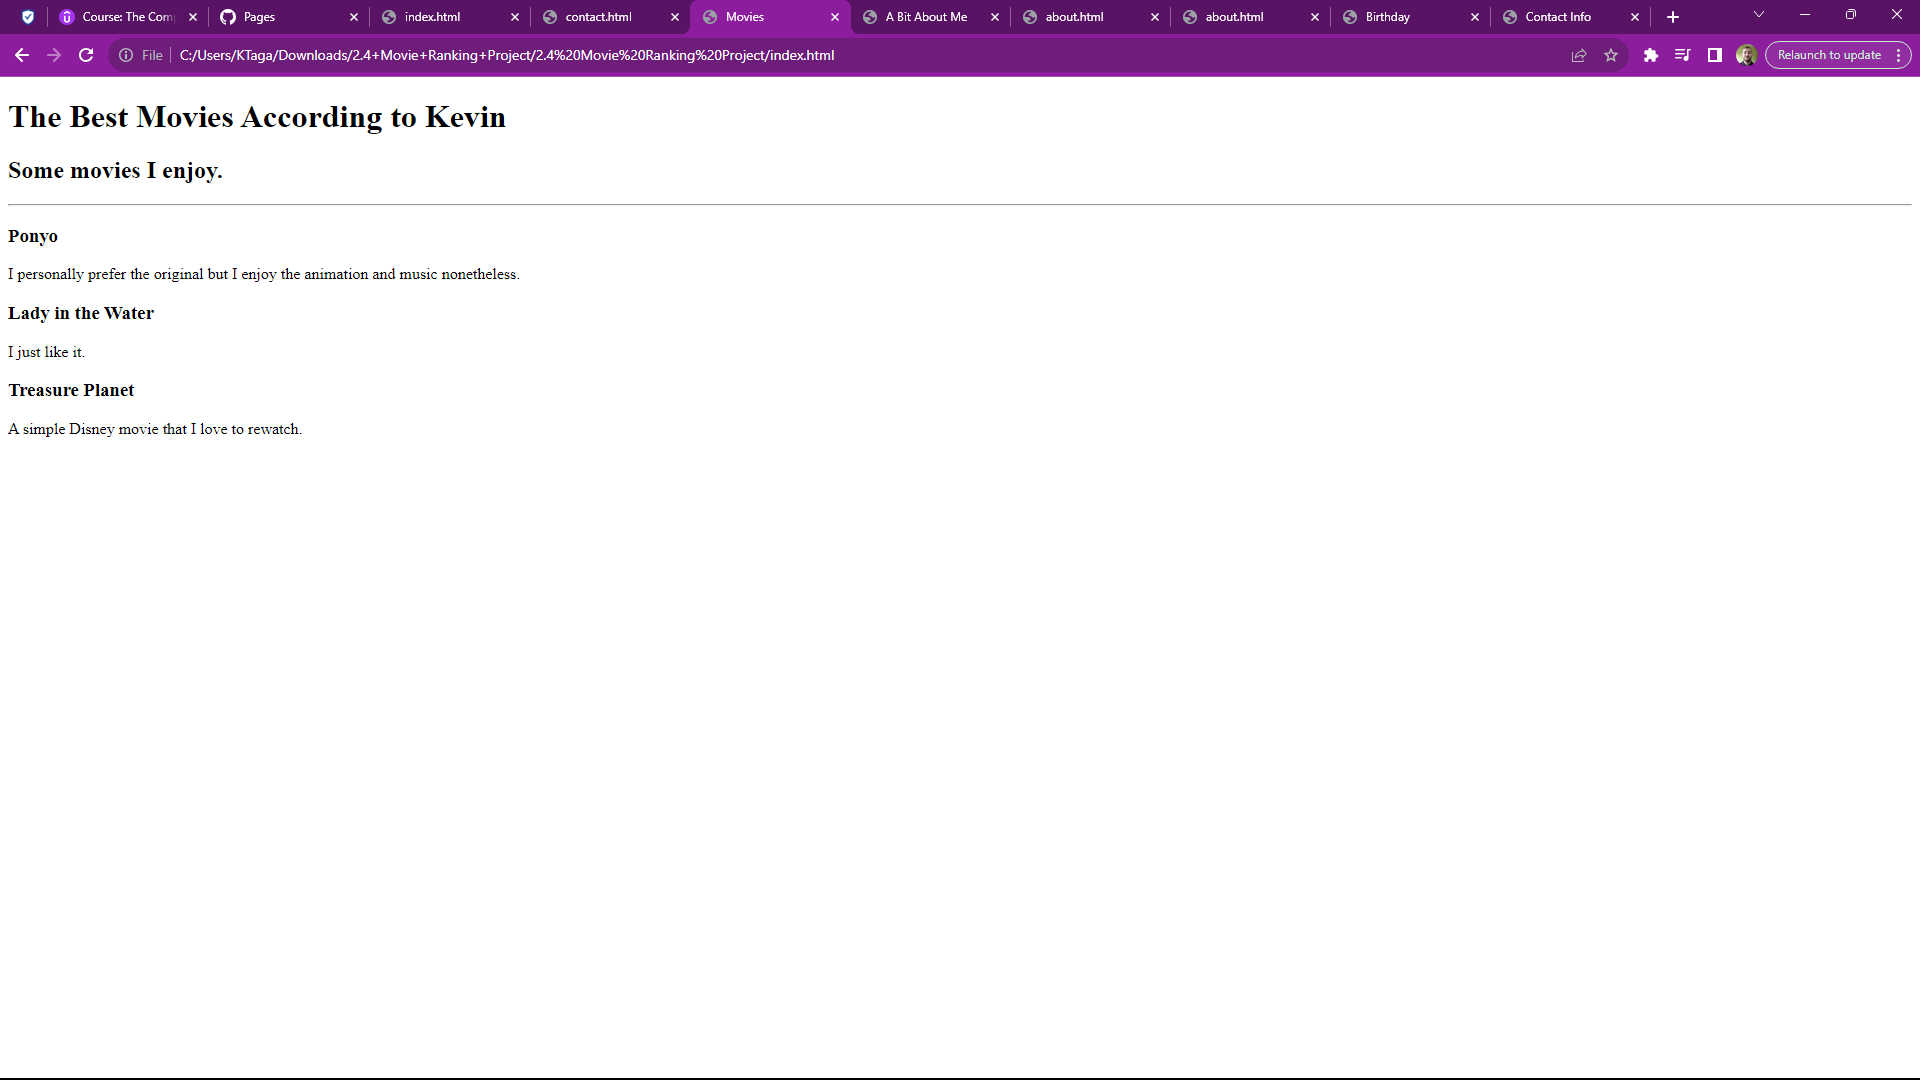 Course: The Com
Pages
index.html
contact.html
Movies
A Bit About Me
about.html
about.html
Birthday
Contact Info
File
C:/Users/KTaga/Downloads/2.4+Movie+Ranking+Project/2.4%20Movie%20Ranking%20Project/index.html
Relaunch to update
The Best Movies According to Kevin
Some movies I enjoy.
Ponyo
I personally prefer the original but I enjoy the animation and music nonetheless.
Lady in the Water
I just like it.
Treasure Planet
A simple Disney movie that I love to rewatch.